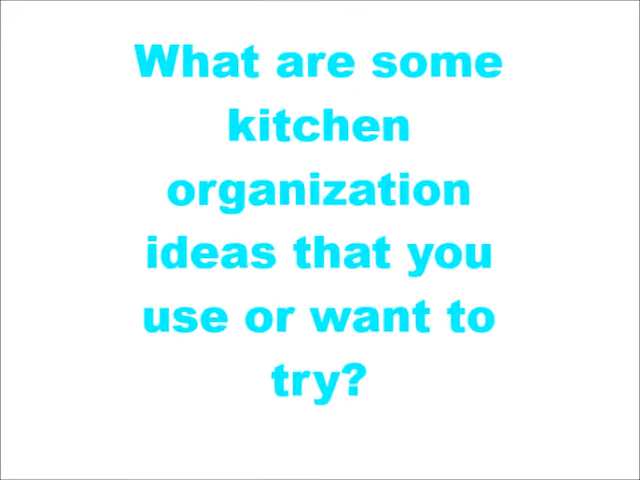 What are some
kitchen
organization
ideas that you
use or want to
try?